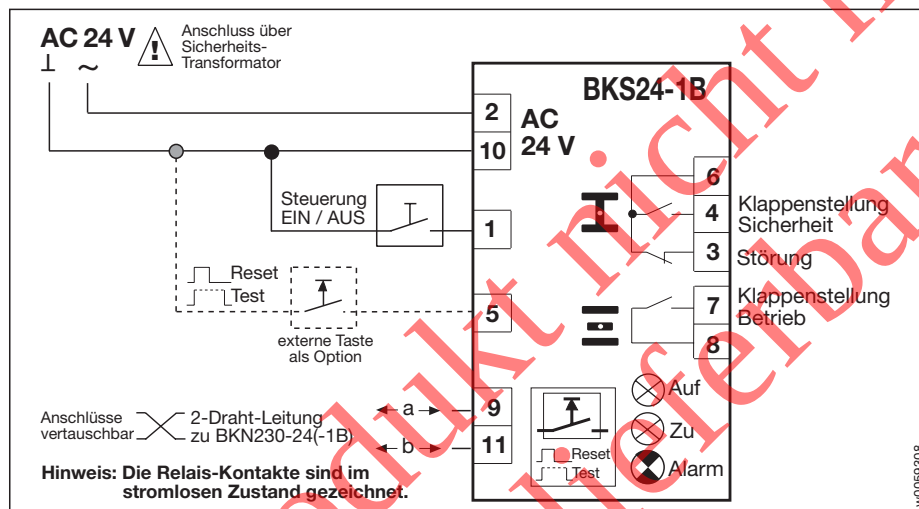 AC 24 V
⊥ ~
!
Anschluss über
Sicherheits-
Transformator
BKS24-1B
2
10
AC
24 V
Steuerung
EIN / AUS
1
6
4
3
Klappenstellung
Sicherheit
Störung
Reset
Test
externe Taste
als Option
5
7
8
Klappenstellung
Betrieb
Anschlüsse
vertauschbar
2-Draht-Leitung
zu BKN230-24(-1B)
a
b
9
11
Reset
Test
Auf
Zu
Alarm
Hinweis: Die Relais-Kontakte sind im
stromlosen Zustand gezeichnet.
nicht
lieferbar